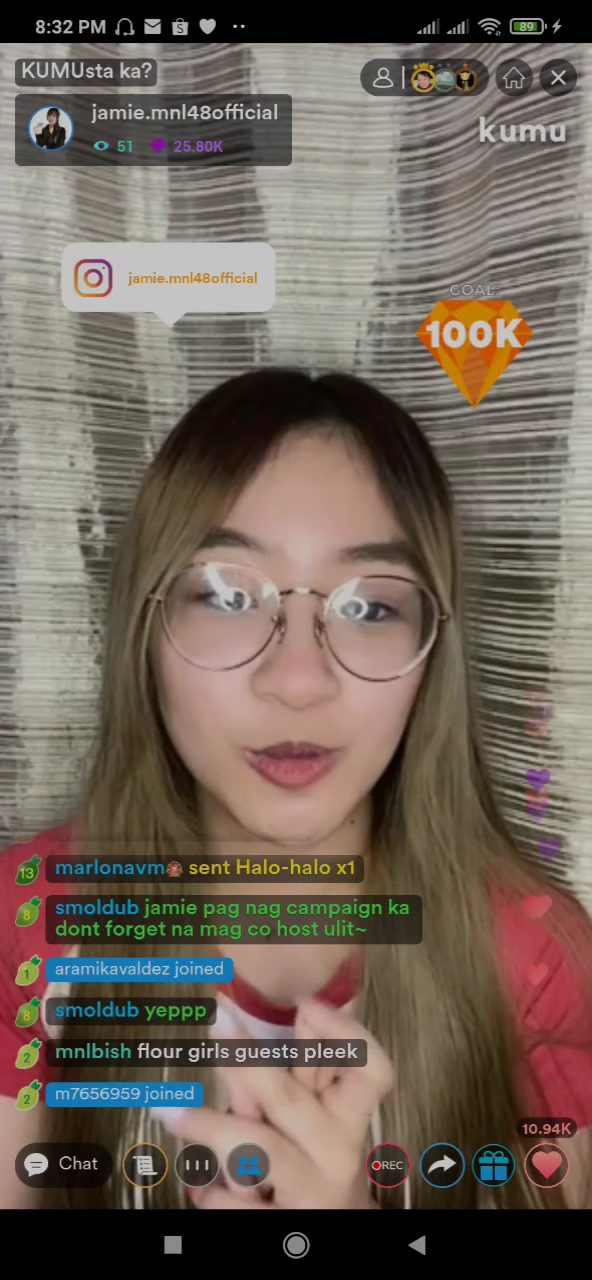 8:32 PM
89
KUMUsta ka?
jamie.mnl48official
51 25.80K
kumu
jamie.mnl48official
GOAL:
100K
13 marlonavm sent Halo-halo x1
8 smoldub jamie pag nag campaign ka
dont forget na mag co host ulit~
1 aramikavaldez joined
8 smoldub yeppp
2 mnlbish flour girls guests pleek
2 m7656959 joined
10.94K
Chat
REC